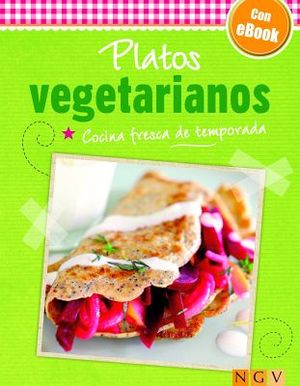 Con
eBook
Platos
vegetarianos
Cocina fresca de temporada
NGV